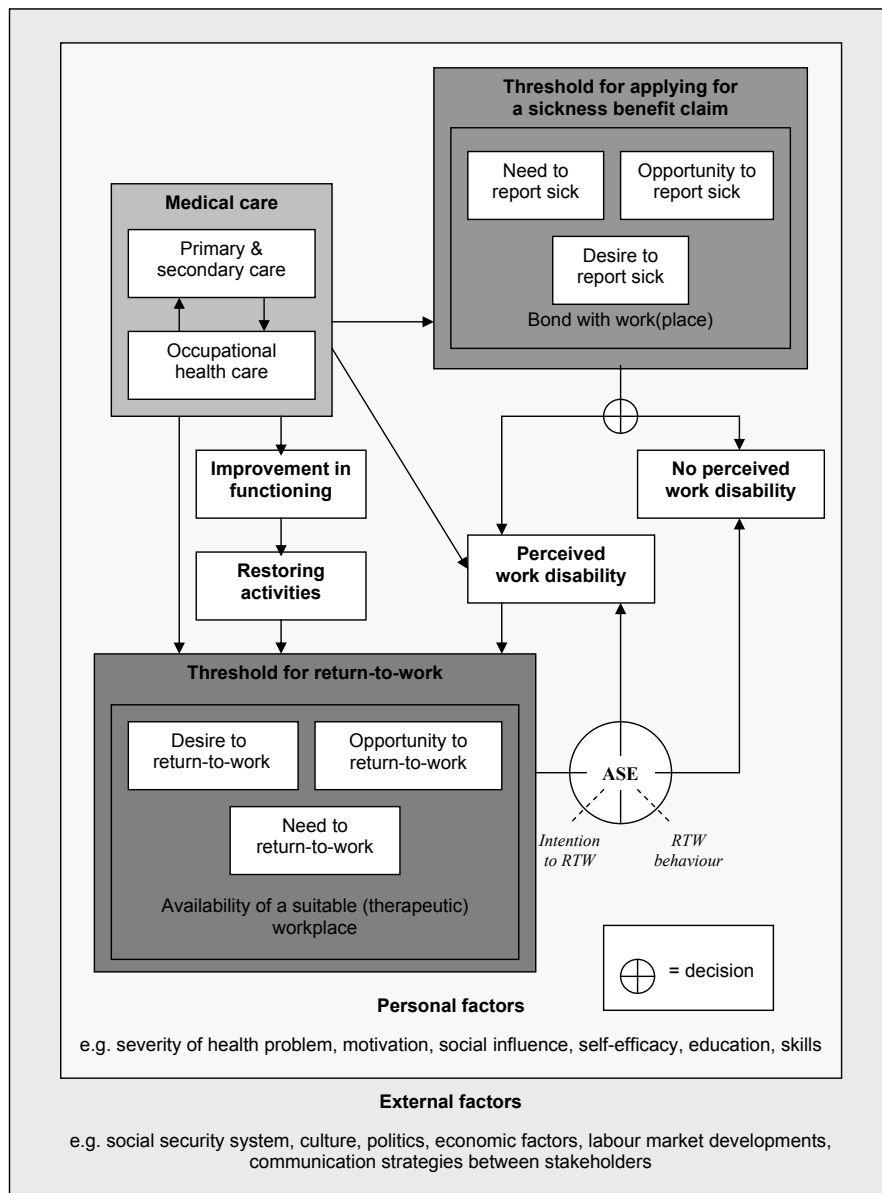 Threshold for applying for
a sickness benefit claim
Need to
report sick
Opportunity to
report sick
Desire to
report sick
Bond with work(place)
Medical care
Primary &
secondary care
Occupational
health care
Improvement in
functioning
Restoring
activities
No perceived
work disability
Perceived
work disability
Threshold for return-to-work
Desire to
return-to-work
Opportunity to
return-to-work
Need to
return-to-work
Availability of a suitable (therapeutic)
workplace
ASE
Intention
to RTW
RTW
behaviour
= decision
Personal factors
e.g. severity of health problem, motivation, social influence, self-efficacy, education, skills
External factors
e.g. social security system, culture, politics, economic factors, labour market developments,
communication strategies between stakeholders